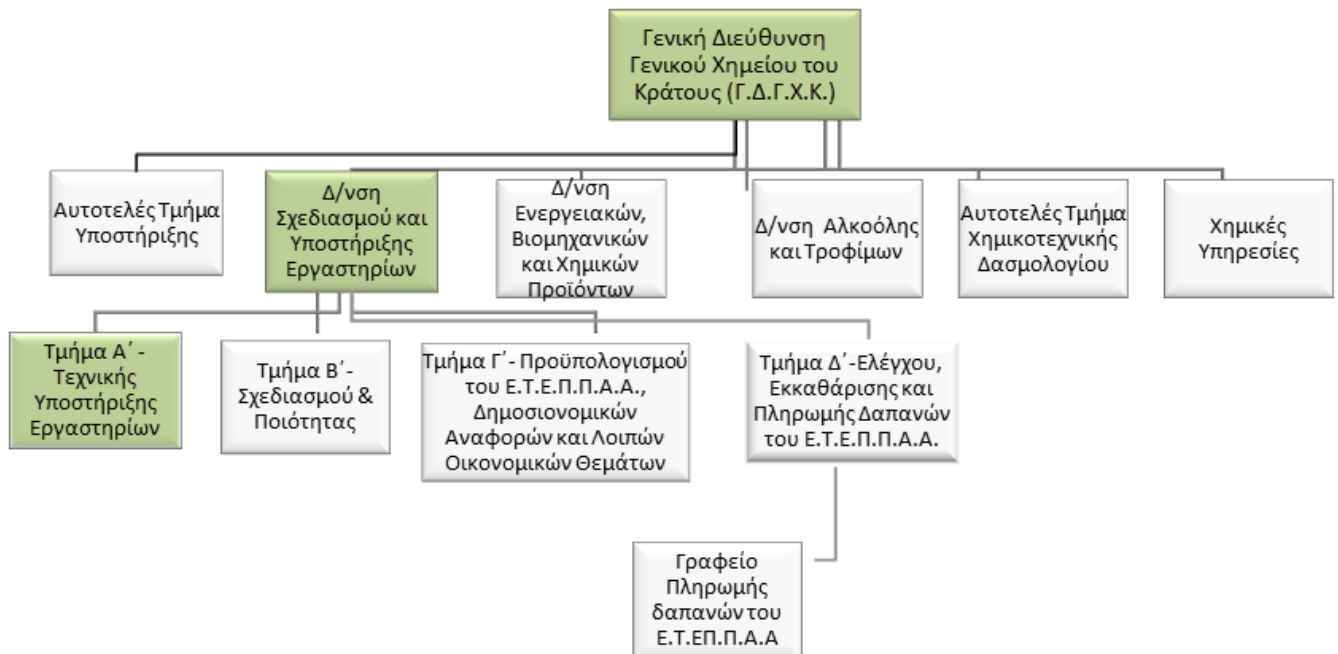 Γενική Διεύθυνση
Γενικού Χημείου του
Κράτους (Γ.Δ.Γ.Χ.Κ.)
Αυτοτελές Τμήμα
Υποστήριξης
Δ/νση
Σχεδιασμού και
Υποστήριξης
Εργαστηρίων
Δ/νση
Ενεργειακών,
Βιομηχανικών
και Χημικών
Προϊόντων
Δ/νση Αλκοόλης
και Τροφίμων
Αυτοτελές Τμήμα
Χημικοτεχνικής
Δασμολογίου
Χημικές
Υπηρεσίες
Τμήμα Α΄ -
Τεχνικής
Υποστήριξης
Εργαστηρίων
Τμήμα Β΄-
Σχεδιασμού &
Ποιότητας
Τμήμα Γ΄- Προϋπολογισμού
του Ε.Τ.Ε.Π.Π.Α.Α.,
Δημοσιονομικών
Αναφορών και Λοιπών
Οικονομικών Θεμάτων
Τμήμα Δ΄-Ελέγχου,
Εκκαθάρισης και
Πληρωμής Δαπανών
του Ε.Τ.Ε.Π.Π.Α.Α.
Γραφείο
Πληρωμής
δαπανών του
Ε.Τ.ΕΠ.Π.Α.Α